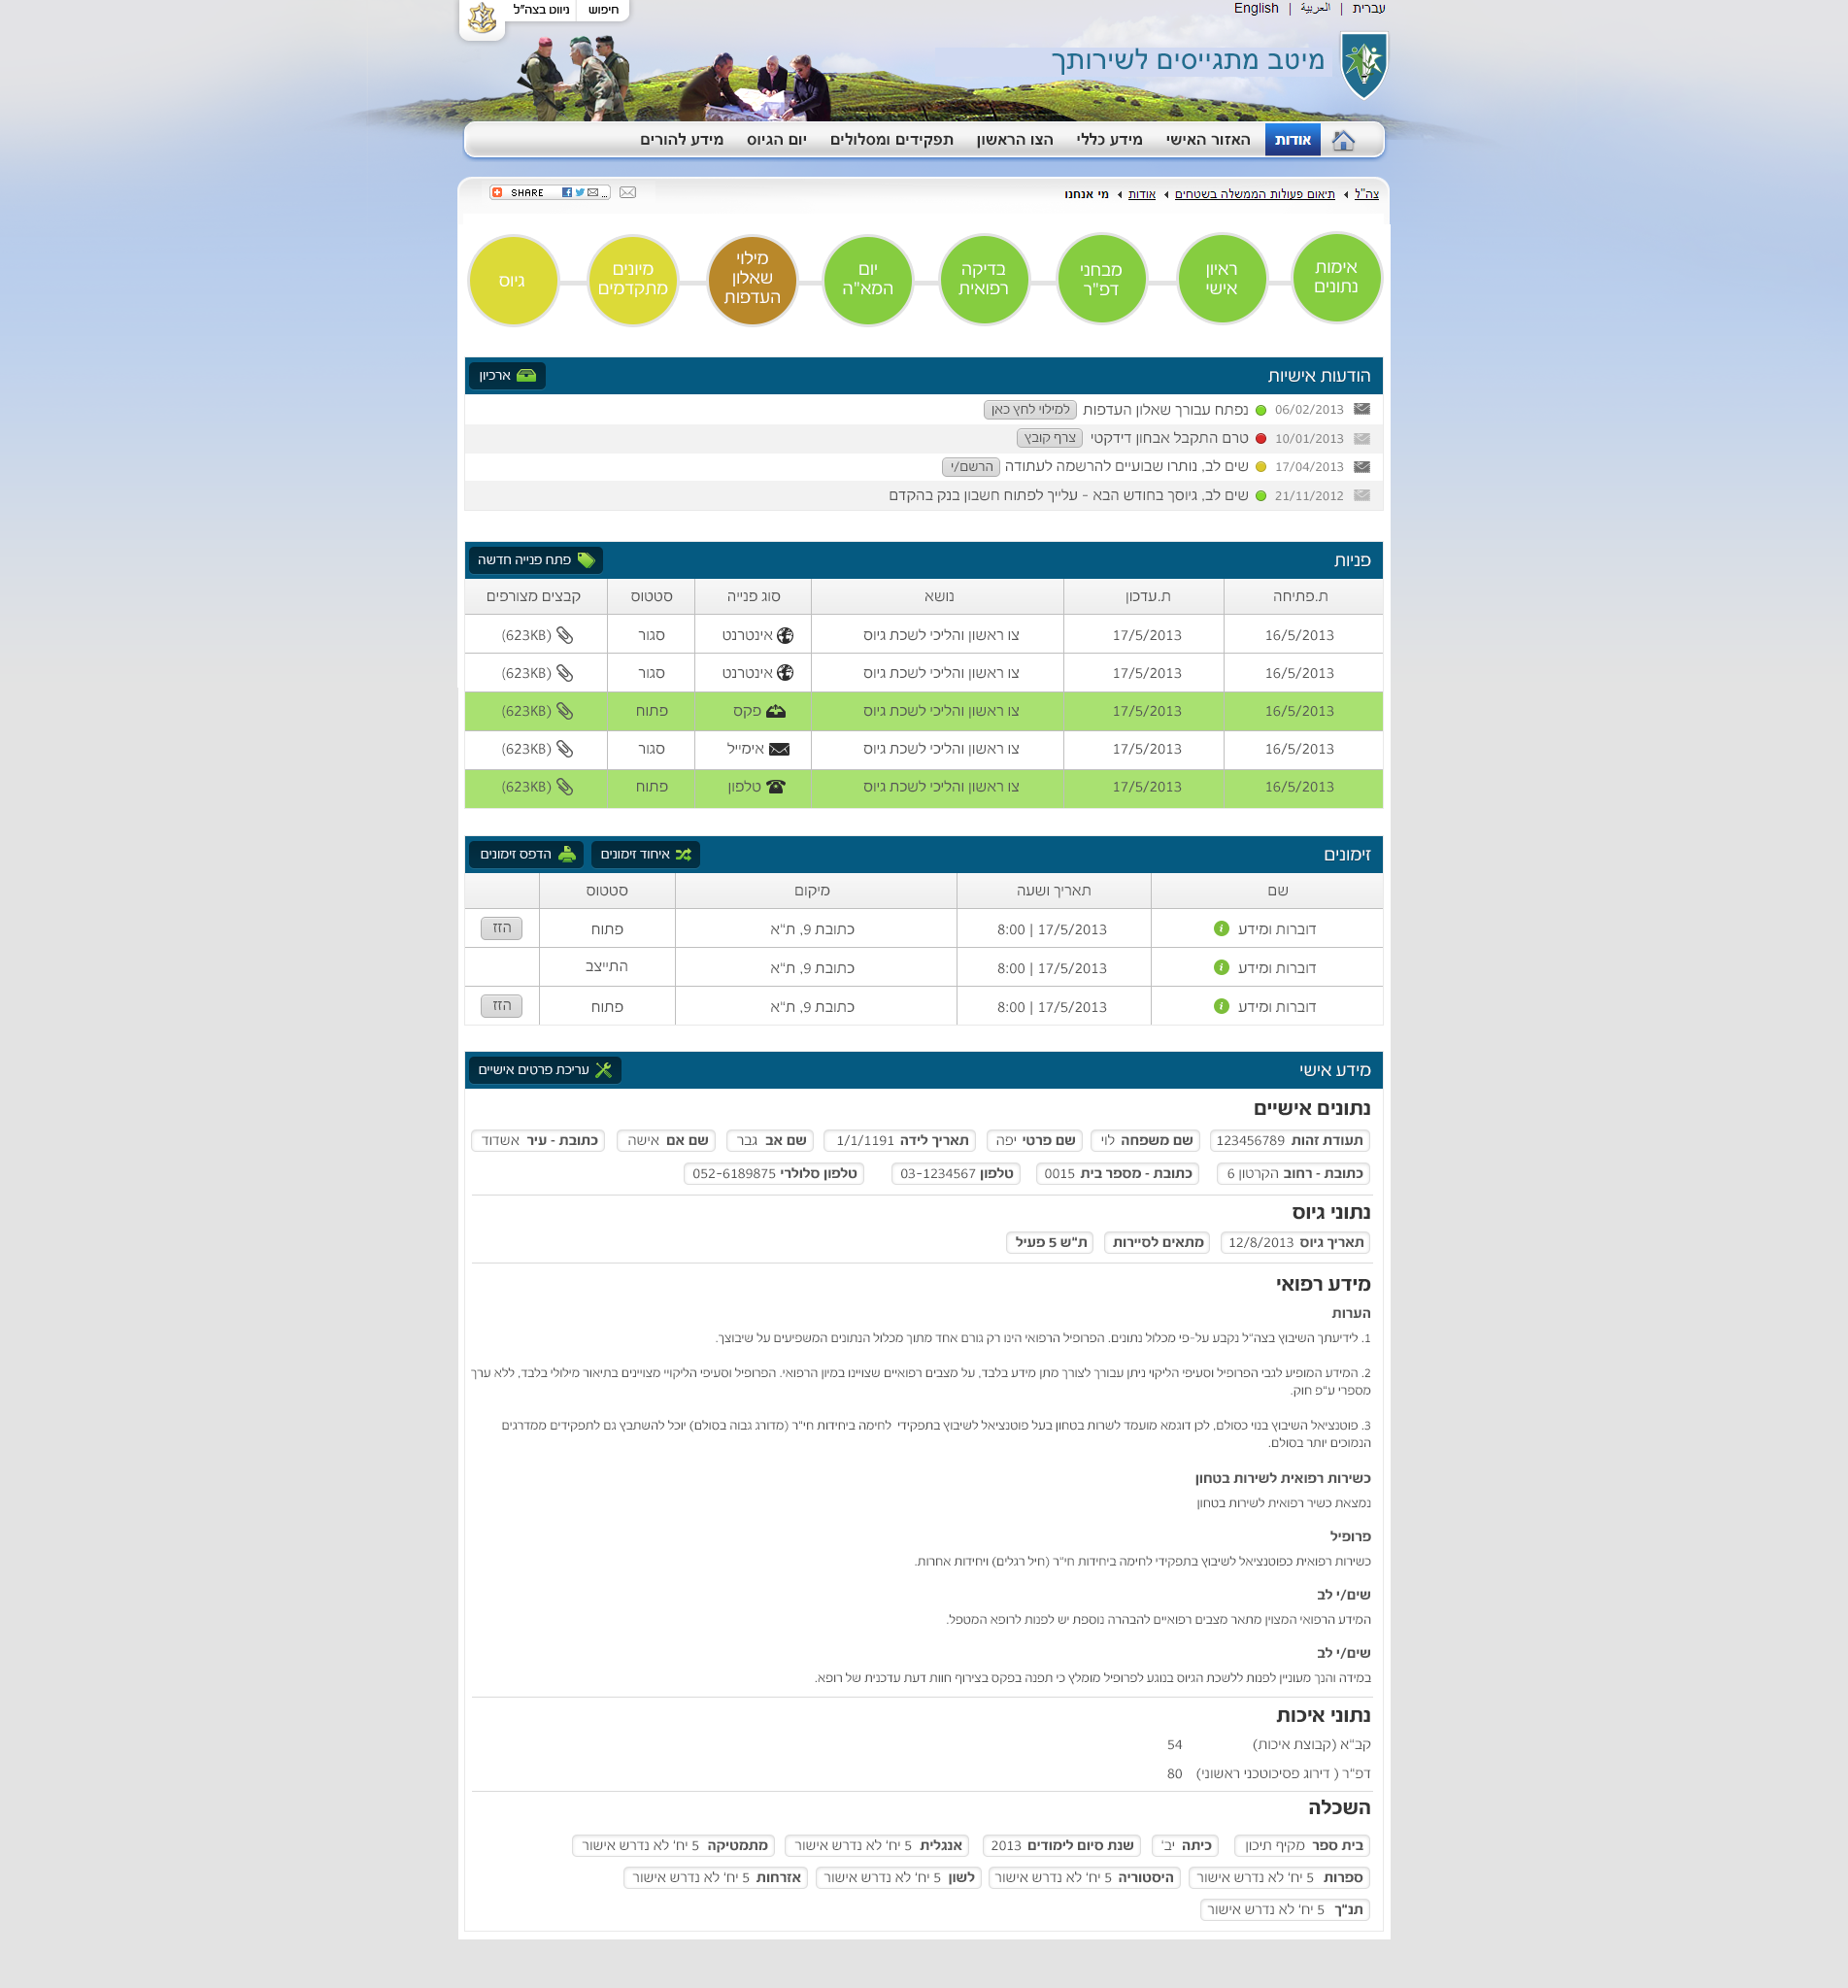 עברית | العربية | English
חיפוש
ניווט בצה"ל
מיטב מתגייסים לשירותך
אודות האזור האישי מידע כללי הצו הראשון תפקידים ומסלולים יום הגיוס מידע להורים
צה"ל תיאום פעולות הממשלה בשטחים אודות מי אנחנו
SHARE
אימות נתונים
ראיון אישי
מבחני דפ"ר
בדיקה רפואית
יום המא"ה
מילוי שאלון העדפות
מיונים מתקדמים
גיוס
הודעות אישיות
ארכיון
06/02/2013 נפתח עבורך שאלון העדפות למילוי לחץ כאן
10/01/2013 טרם התקבל אבחון דידקטי צרף קובץ
17/04/2013 שים לב, נותרו שבועיים להרשמה לעתודה הרשם/י
21/11/2012 שים לב, גיוסך בחודש הבא - עלייך לפתוח חשבון בנק בהקדם
פניות
פתח פנייה חדשה
ת.פתיחה ת.עדכון נושא סוג פנייה סטטוס קבצים מצורפים
16/5/2013 17/5/2013 צו ראשון והליכי לשכת גיוס אינטרנט סגור (623KB)
16/5/2013 17/5/2013 צו ראשון והליכי לשכת גיוס אינטרנט סגור (623KB)
16/5/2013 17/5/2013 צו ראשון והליכי לשכת גיוס פקס פתוח (623KB)
16/5/2013 17/5/2013 צו ראשון והליכי לשכת גיוס אימייל סגור (623KB)
16/5/2013 17/5/2013 צו ראשון והליכי לשכת גיוס טלפון פתוח (623KB)
זימונים
איחוד זימונים
הדפס זימונים
שם תאריך ושעה מיקום סטטוס
דוברות ומידע 17/5/2013 | 8:00 כתובת 9, ת"א פתוח הזז
דוברות ומידע 17/5/2013 | 8:00 כתובת 9, ת"א התייצב
דוברות ומידע 17/5/2013 | 8:00 כתובת 9, ת"א פתוח הזז
מידע אישי
עריכת פרטים אישיים
נתונים אישיים
תעודת זהות 123456789 שם משפחה לוי שם פרטי יפה תאריך לידה 1/1/1191 שם אב גבר שם אם אישה כתובת - עיר אשדוד
כתובת - רחוב הקרטון 6 כתובת - מספר בית 0015 טלפון 03-1234567 טלפון סלולרי 052-6189875
נתוני גיוס
תאריך גיוס 12/8/2013 מתאים לסיירות ת"ש 5 פעיל
מידע רפואי
הערות
1. לידיעתך השיבוץ בצה"ל נקבע על-פי מכלול נתונים. הפרופיל הרפואי הינו רק גורם אחד מתוך מכלול הנתונים המשפיעים על שיבוצך.
2. המידע המופיע לגבי הפרופיל וסעיפי הליקוי ניתן עבורך לצורך מתן מידע בלבד, על מצבים רפואיים שצויינו במיון הרפואי. הפרופיל וסעיפי הליקויי מצויינים בתיאור מילולי בלבד, ללא ערך
מספרי ע"פ חוק.
3. פוטנציאל השיבוץ בנוי כסולם, לכן דוגמא מועמד לשרות בטחון בעל פוטנציאל לשיבוץ בתפקידי לחימה ביחידות חי"ר (מדורג גבוה בסולם) יוכל להשתבץ גם לתפקידים ממדרגים
הנמוכים יותר בסולם.
כשירות רפואית לשירות בטחון
נמצאת כשיר רפואית לשירות בטחון
פרופיל
כשירות רפואית כפוטנציאל לשיבוץ בתפקידי לחימה ביחידות חי"ר (חיל רגלים) ויחידות אחרות.
שים/י לב
המידע הרפואי המצוין מתאר מצבים רפואיים להבהרה נוספת יש לפנות לרופא המטפל.
שים/י לב
במידה והנך מעוניין לפנות ללשכת הגיוס בנוגע לפרופיל מומלץ כי תפנה בפקס בצירוף חוות דעת עדכנית של רופא.
נתוני איכות
קב"א (קבוצת איכות) 54
דפ"ר ( דירוג פסיכוטכני ראשוני) 80
השכלה
בית ספר מקיף תיכון כיתה יב' שנת סיום לימודים 2013 אנגלית 5 יח' לא נדרש אישור מתמטיקה 5 יח' לא נדרש אישור
ספרות 5 יח' לא נדרש אישור היסטוריה 5 יח' לא נדרש אישור לשון 5 יח' לא נדרש אישור אזרחות 5 יח' לא נדרש אישור
תנ"ך 5 יח' לא נדרש אישור